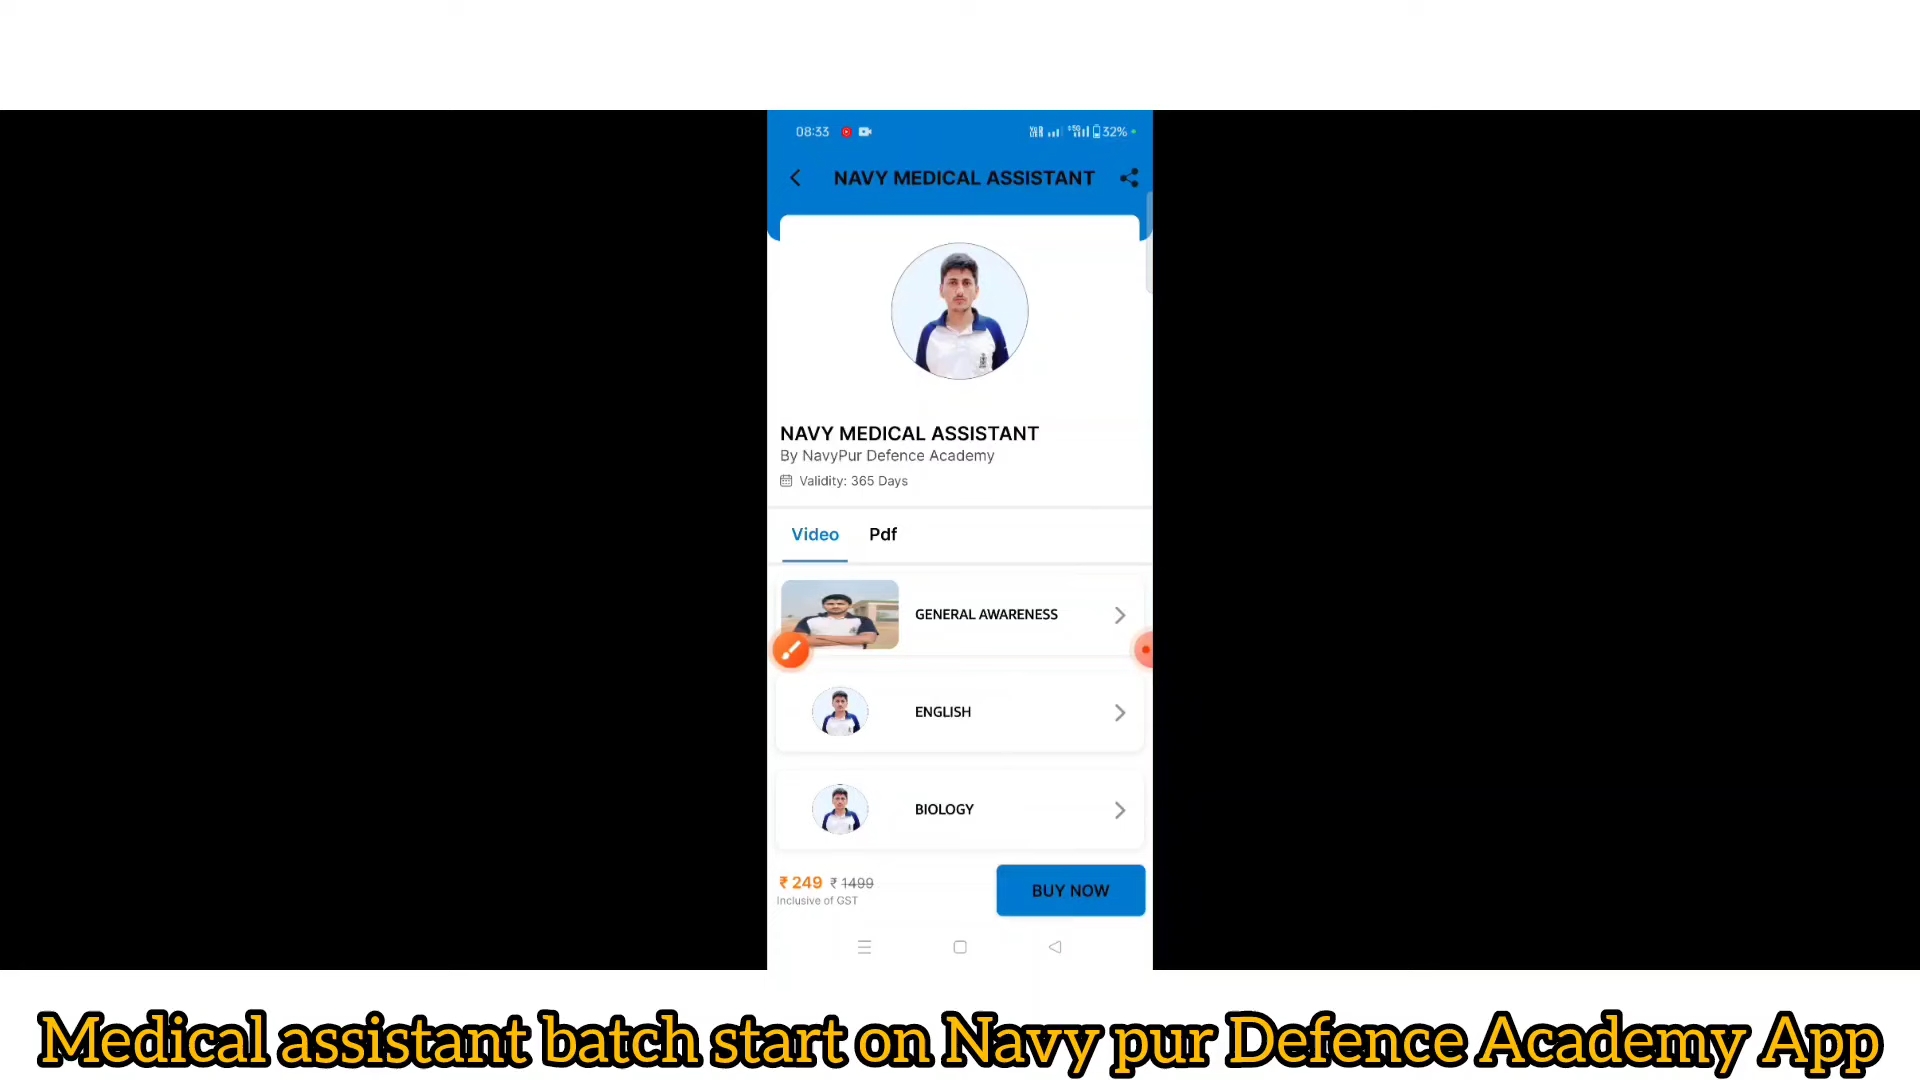 08:33
32%
NAVY MEDICAL ASSISTANT
NAVY MEDICAL ASSISTANT
By NavyPur Defence Academy
Validity: 365 Days
Video Pdf
GENERAL AWARENESS
ENGLISH
BIOLOGY
₹ 249 ₹ 1499
Inclusive of GST
BUY NOW
Medical assistant batch start on Navy pur Defence Academy App